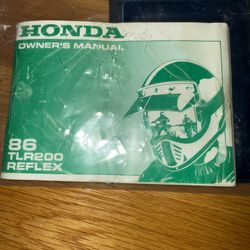 HONDA
OWNER'S MANUAL
86
TLR200
REFLEX